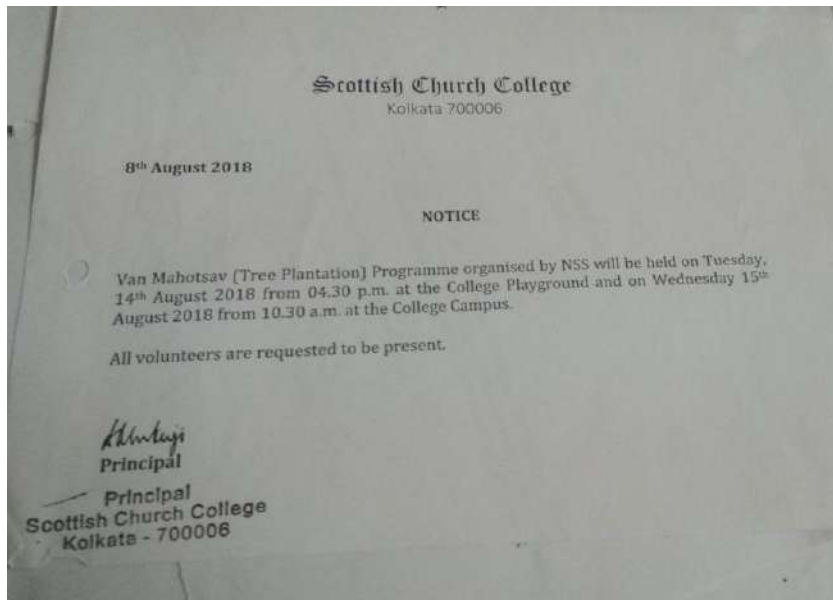 Scottish Church College
Kolkata 700006
8th August 2018
NOTICE
Van Mahotsav (Tree Plantation) Programme organised by NSS will be held on Tuesday,
14th August 2018 from 04.30 p.m. at the College Playground and on Wednesday 15th
August 2018 from 10.30 a.m. at the College Campus.
All volunteers are requested to be present.
Principal
Principal
Scottish Church College
Kolkata - 700006